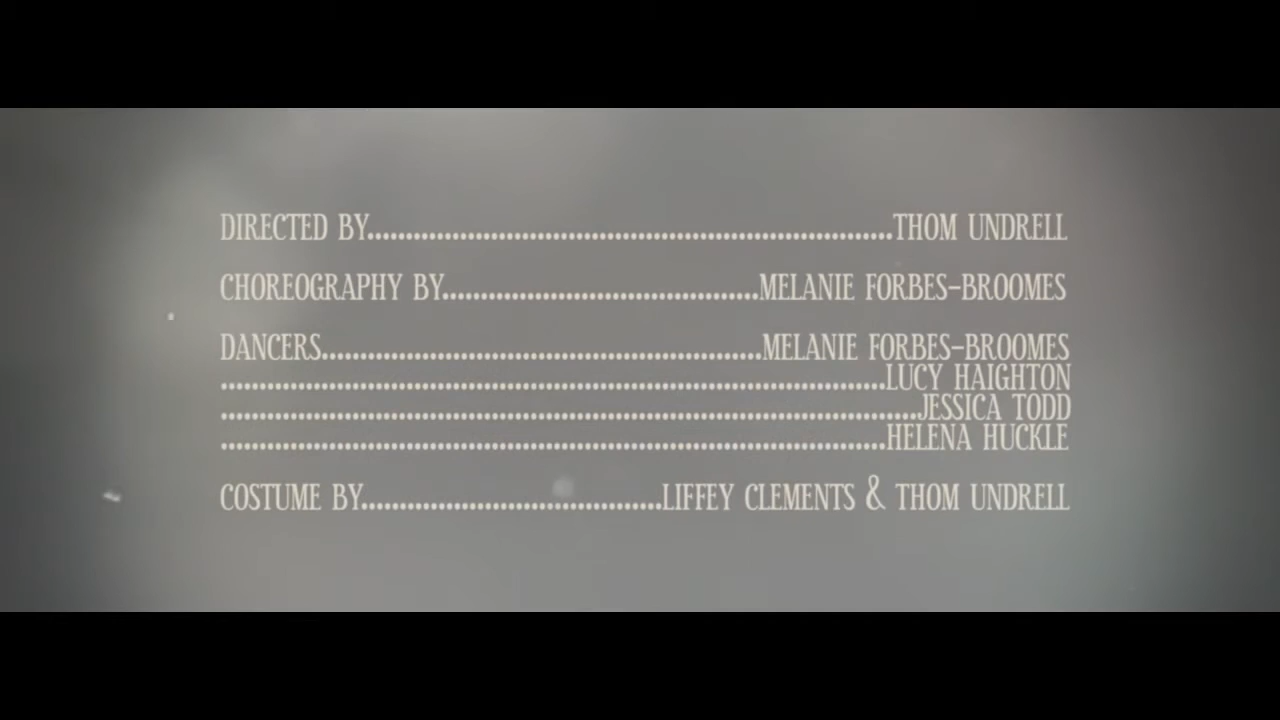 DIRECTED BY....................................................................THOM UNDRELL
CHOREOGRAPHY BY.........................................MELANIE FORBES-BROOMES
DANCERS.........................................................MELANIE FORBES-BROOMES
......................................................................................LUCY HAIGHTON
..........................................................................................JESSICA TODD
......................................................................................HELENA HUCKLE
COSTUME BY.......................................LIFFEY CLEMENTS & THOM UNDRELL